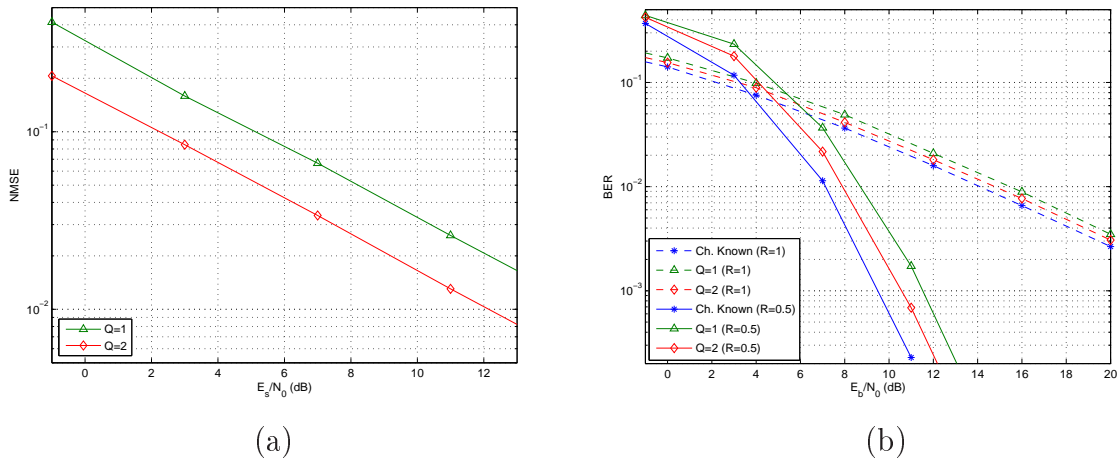 NMSE
10^-1
10^-2
0 2 4 6 8 10 12
E_s/N_0 (dB)
Q=1
Q=2
(a)
BER
10^-1
10^-2
10^-3
0 2 4 6 8 10 12 14 16 18 20
E_b/N_0 (dB)
Ch. Known (R=1)
Q=1 (R=1)
Q=2 (R=1)
Ch. Known (R=0.5)
Q=1 (R=0.5)
Q=2 (R=0.5)
(b)